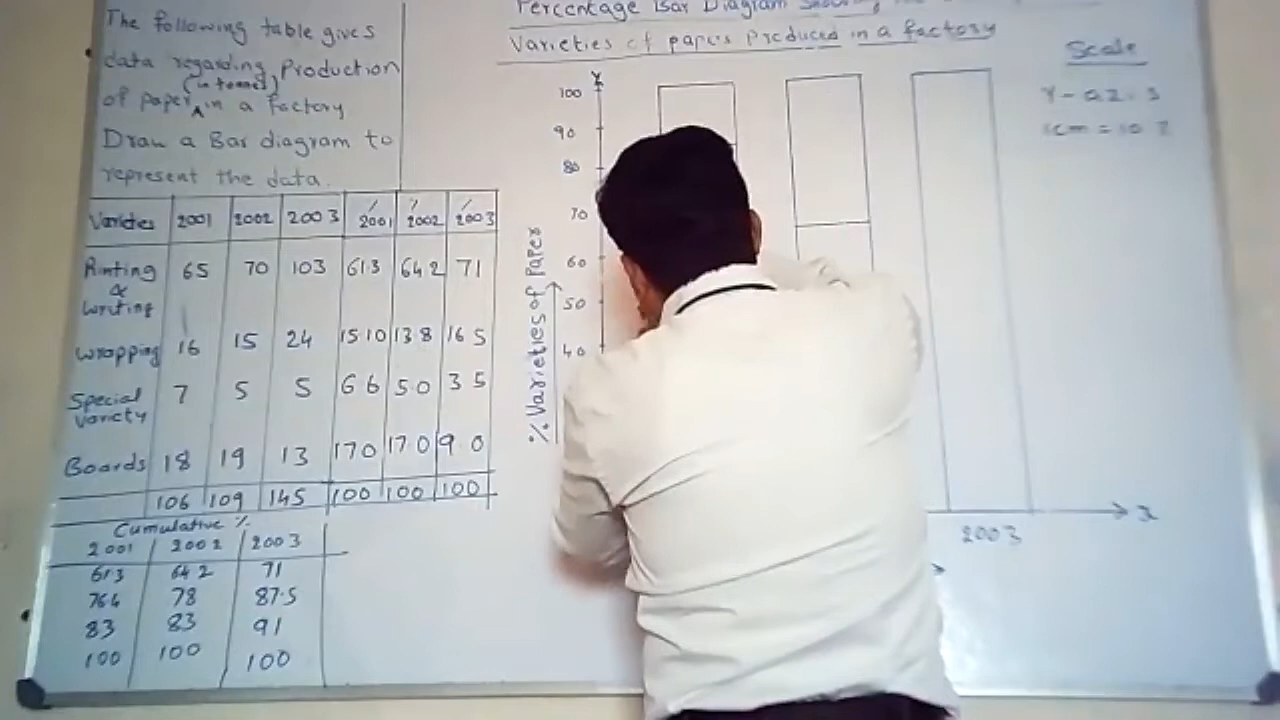 The following table gives
data regarding Production
(in tonnes)
of paper in a factory
Draw a Bar diagram to
represent the data.
Varieties 2001 2002 2003 % 2001 % 2002 % 2003
Printing & Writing 65 70 103 61.3 64.2 71
Wrapping 16 15 24 15.10 13.8 16.5
Special Variety 7 5 5 6.6 5.0 3.5
Boards 18 19 13 17.0 17.0 9.0
106 109 145 100 100 100
Cumulative %
2001 2002 2003
61.3 64.2 71
76.4 78 87.5
83 83 91
100 100 100
Percentage Bar Diagram Showing the
Varieties of papers Produced in a factory
Scale
1cm = 10 %
Y
100
90
80
70
60
50
40
% Varieties of Paper
X
2003